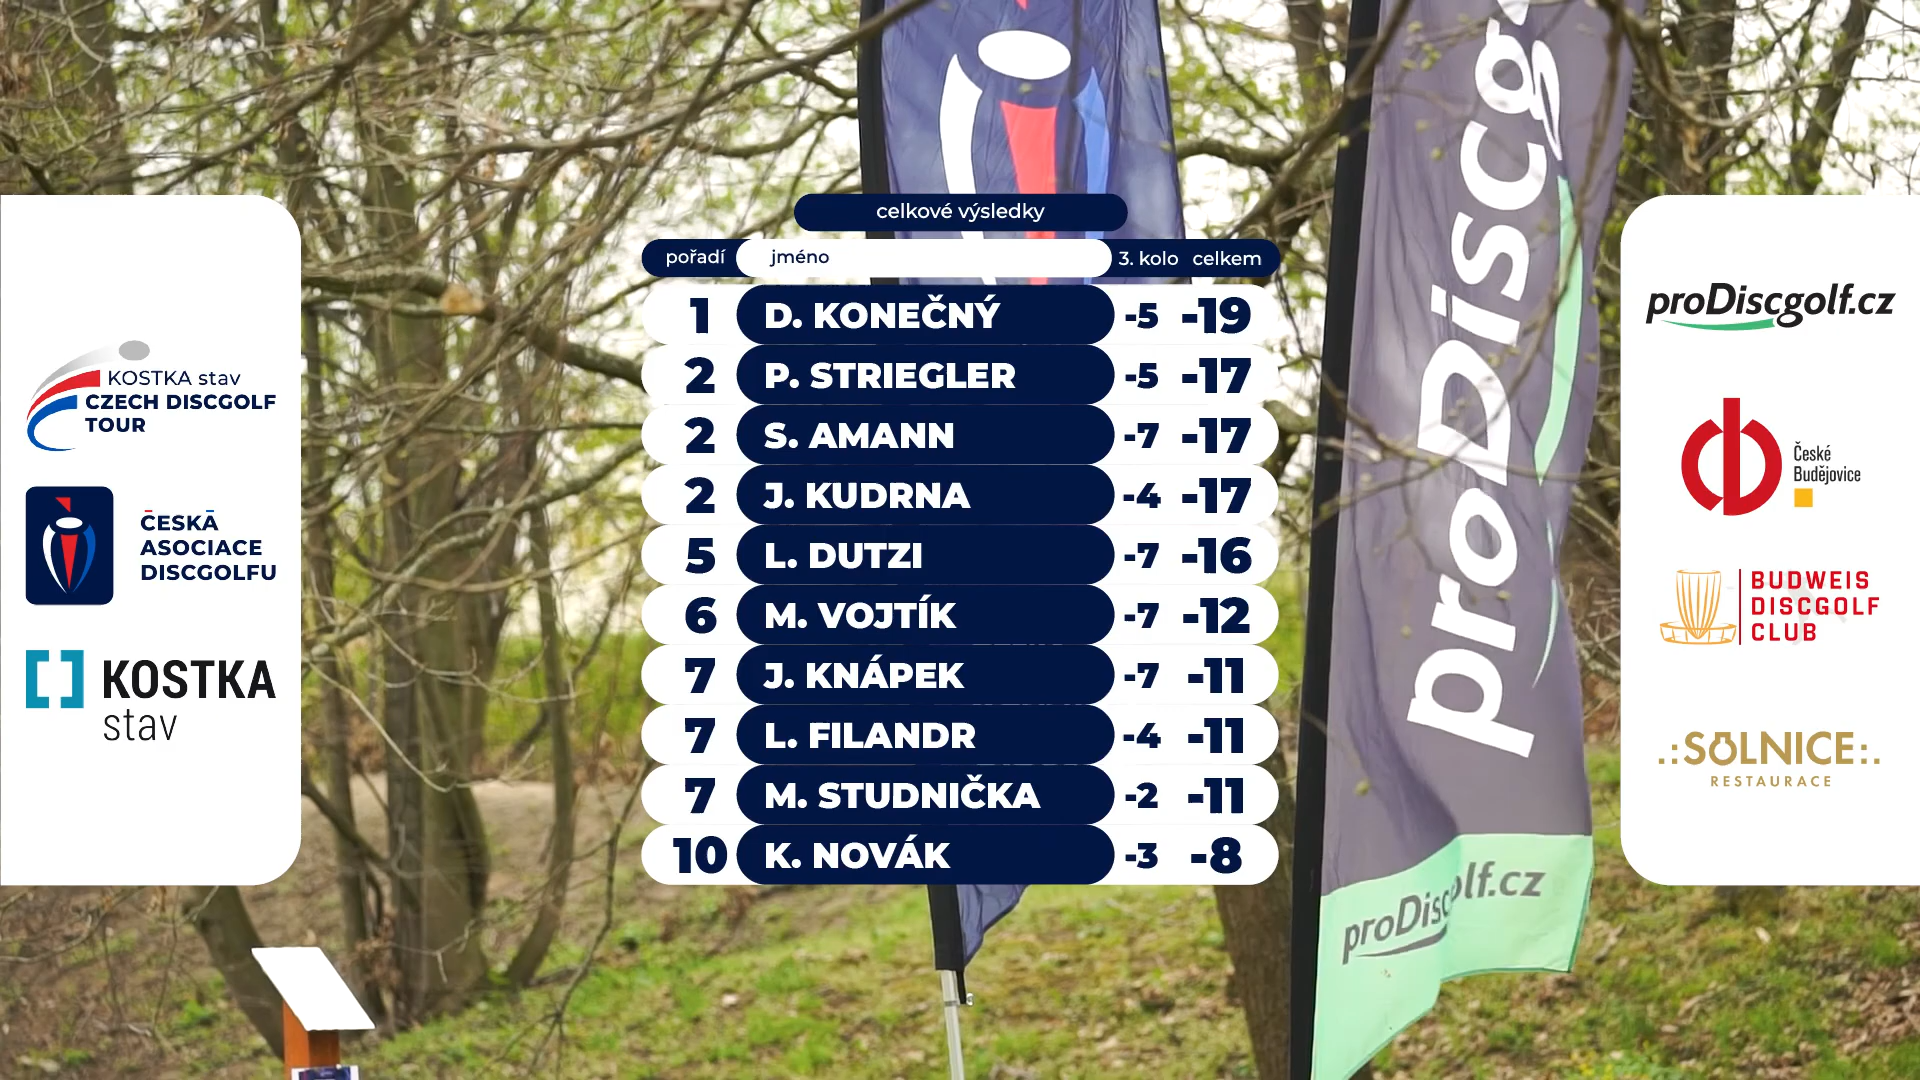 celkové výsledky
pořadí jméno 3. kolo celkem
1 D. KONEČNÝ -5 -19
2 P. STRIEGLER -5 -17
2 S. AMANN -7 -17
2 J. KUDRNA -4 -17
5 L. DUTZI -7 -16
6 M. VOJTÍK -7 -12
7 J. KNÁPEK -7 -11
7 L. FILANDR -4 -11
7 M. STUDNIČKA -2 -11
10 K. NOVÁK -3 -8
KOSTKA stav
CZECH DISCGOLF
TOUR
ČESKÁ
ASOCIACE
DISCGOLFU
KOSTKA
stav
proDiscgolf.cz
České
Budějovice
BUDWEIS
DISCGOLF
CLUB
.:SOLNICE:.
RESTAURACE
proDiscg
proDiscgolf.cz